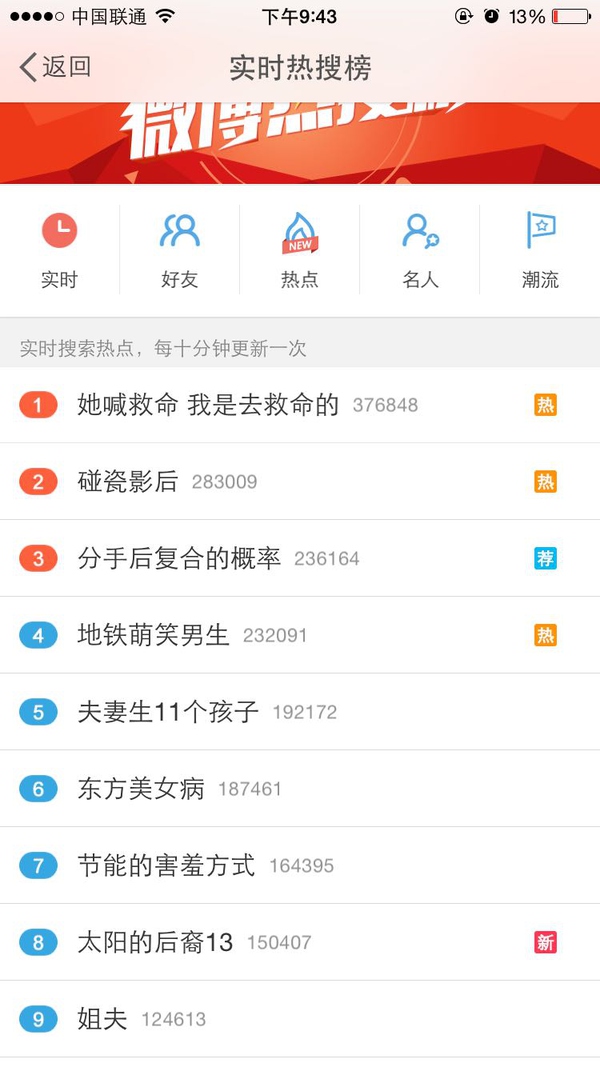 中国联通 下午9:43 13%
返回 实时热搜榜
实时 好友 热点 名人 潮流
NEW
实时搜索热点，每十分钟更新一次
1 她喊救命 我是去救命的 376848 热
2 碰瓷影后 283009 热
3 分手后复合的概率 236164 荐
4 地铁萌笑男生 232091 热
5 夫妻生11个孩子 192172
6 东方美女病 187461
7 节能的害羞方式 164395
8 太阳的后裔13 150407 新
9 姐夫 124613